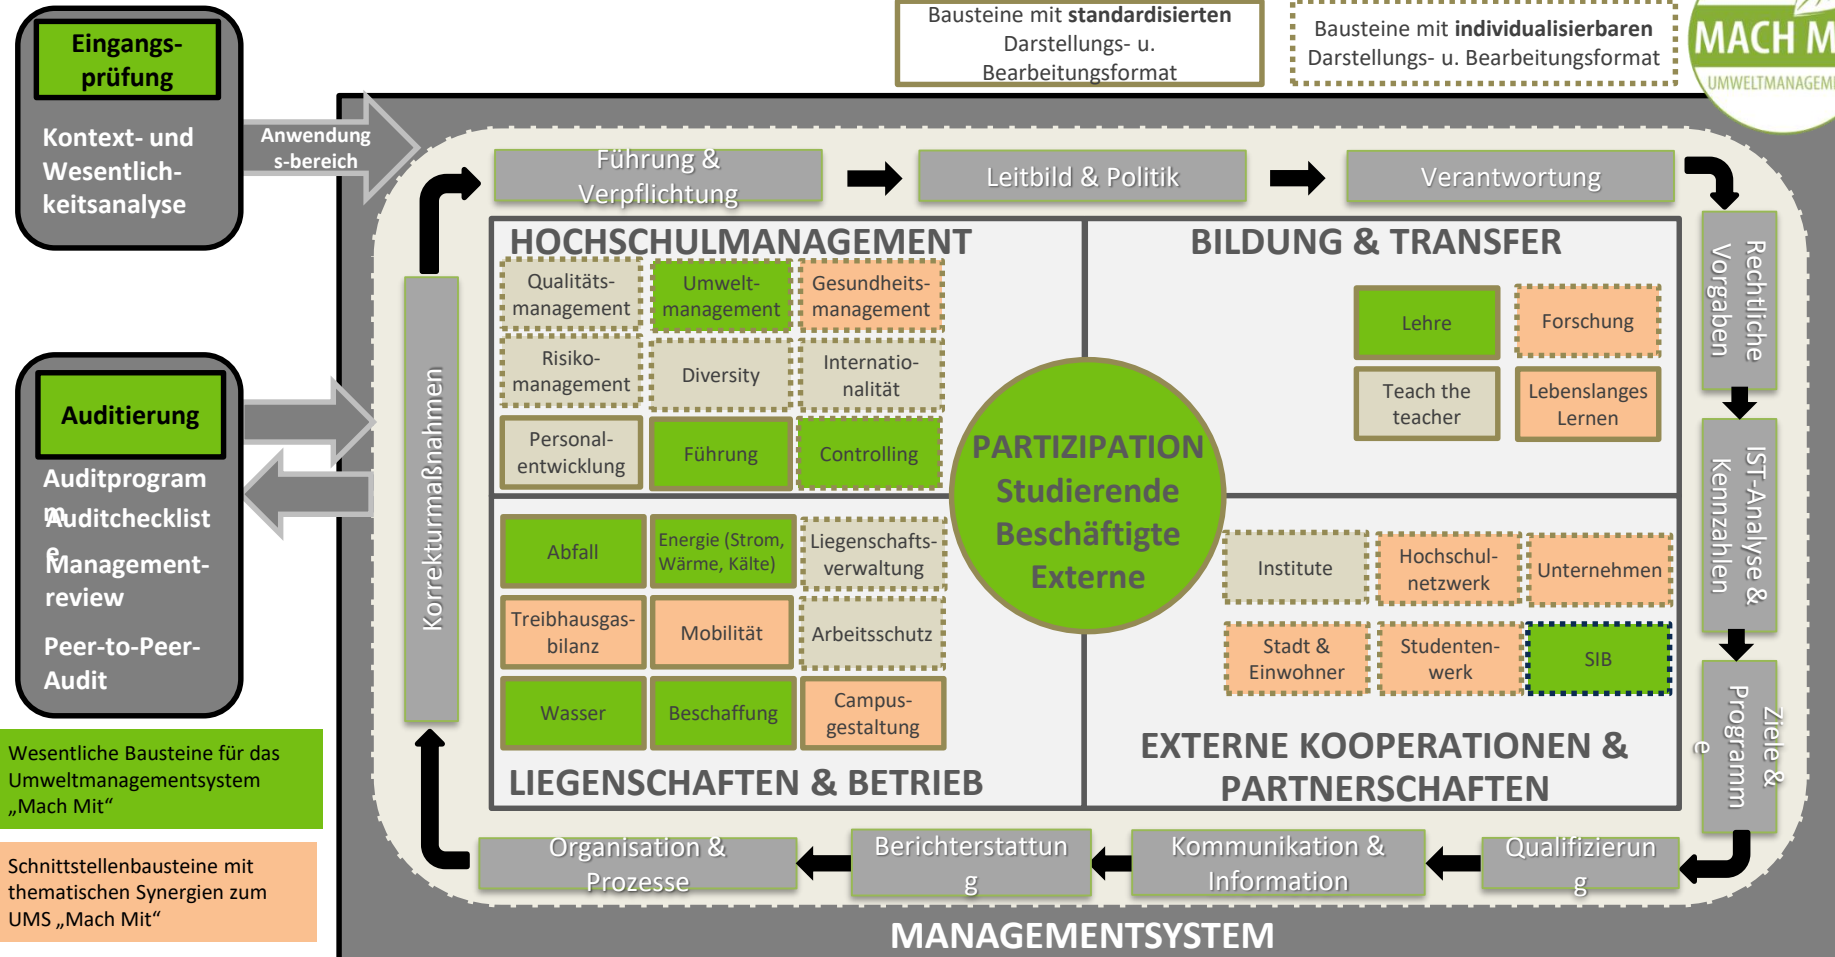 Eingangs-
prüfung
Kontext- und
Wesentlich-
keitsanalyse
Anwendung
s-bereich
Bausteine mit standardisierten
Darstellungs- u.
Bearbeitungsformat
Bausteine mit individualisierbaren
Darstellungs- u. Bearbeitungsformat
MACH M
UMWELTMANAGEME
Führung &
Verpflichtung
Leitbild & Politik
Verantwortung
Rechtliche
Vorgaben
IST-Analyse &
Kennzahlen
Ziele &
Programm
e
Qualifizierun
g
Kommunikation &
Information
Berichterstattun
g
Organisation &
Prozesse
Korrekturmaßnahmen
HOCHSCHULMANAGEMENT
Qualitäts-
management
Umwelt-
management
Gesundheits-
management
Risiko-
management
Diversity
Internatio-
nalität
Personal-
entwicklung
Führung
Controlling
BILDUNG & TRANSFER
Lehre
Forschung
Teach the
teacher
Lebenslanges
Lernen
PARTIZIPATION
Studierende
Beschäftigte
Externe
Abfall
Energie (Strom,
Wärme, Kälte)
Liegenschafts-
verwaltung
Treibhausgas-
bilanz
Mobilität
Arbeitsschutz
Wasser
Beschaffung
Campus-
gestaltung
LIEGENSCHAFTEN & BETRIEB
Institute
Hochschul-
netzwerk
Unternehmen
Stadt &
Einwohner
Studenten-
werk
SIB
EXTERNE KOOPERATIONEN &
PARTNERSCHAFTEN
MANAGEMENTSYSTEM
Auditierung
Auditprogram
m
Auditcheckliste
e
Management-
review
Peer-to-Peer-
Audit
Wesentliche Bausteine für das
Umweltmanagementsystem
„Mach Mit“
Schnittstellenbausteine mit
thematischen Synergien zum
UMS „Mach Mit“